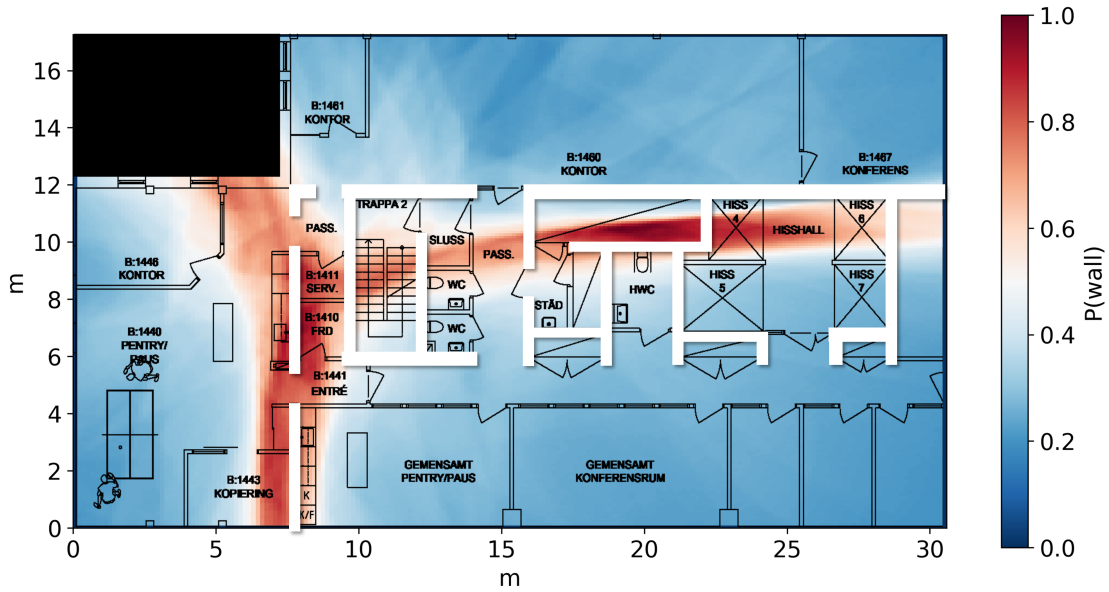 1.0
16
B:1461
KONTOR
14
B:1460
KONTOR
B:1467
KONFERENS
0.8
12
TRAPPA 2
HISS
4
HISS
6
PASS.
SLUSS
HISSHALL
10
PASS.
0.6
B:1446
KONTOR
B:1411
SERV.
WC
HISS
5
HISS
7
HWC
m
8
STÄD
B:1410
FRD
WC
P(wall)
B:1440
PENTRY/
PAUS
0.4
6
B:1441
ENTRÉ
4
0.2
2
GEMENSAMT
PENTRY/PAUS
GEMENSAMT
KONFERENSRUM
B:1443
KOPIERING
K
K/F
0
0.0
0 5 10 15 20 25 30
m